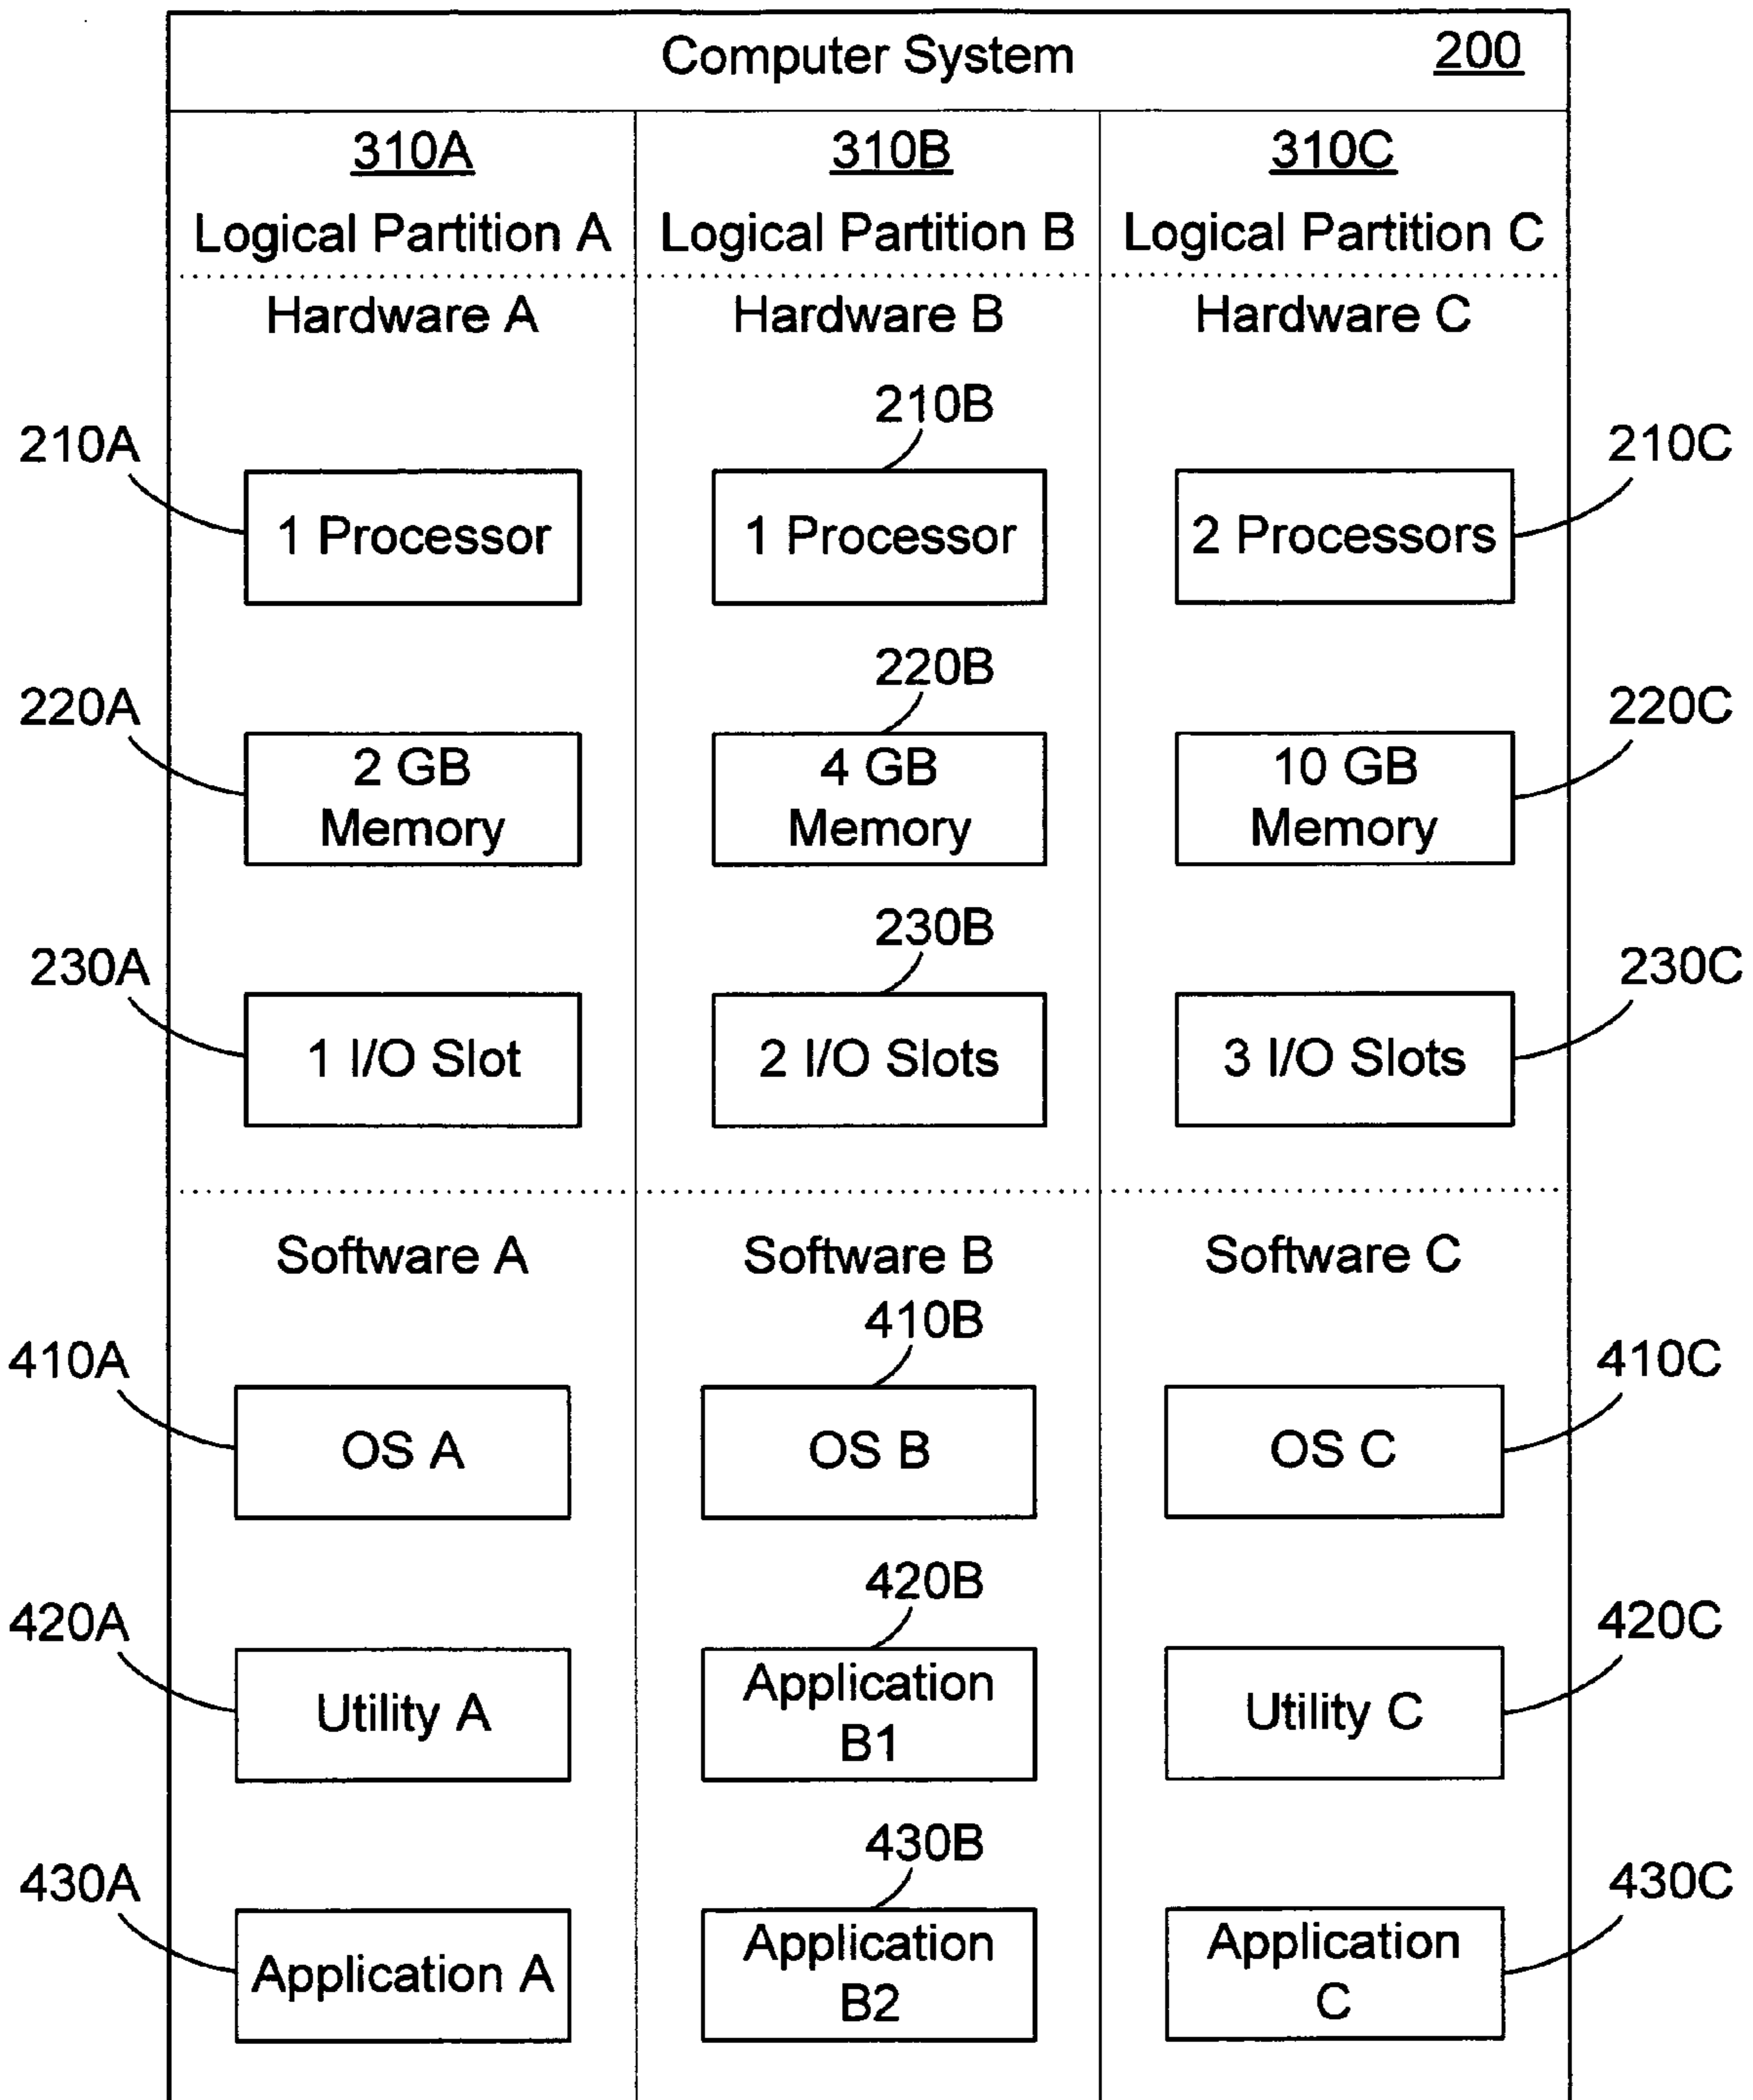 Computer System 200
310A 310B 310C
Logical Partition A Logical Partition B Logical Partition C
Hardware A Hardware B Hardware C
210B
210A 210C
1 Processor 1 Processor 2 Processors
220B
220A 220C
2 GB 4 GB 10 GB
Memory Memory Memory
230B
230A 230C
1 I/O Slot 2 I/O Slots 3 I/O Slots
Software A Software B Software C
410B
410A 410C
OS A OS B OS C
420B
420A 420C
Application
Utility A Utility C
B1
430B
430A 430C
Application Application
Application A
B2 C